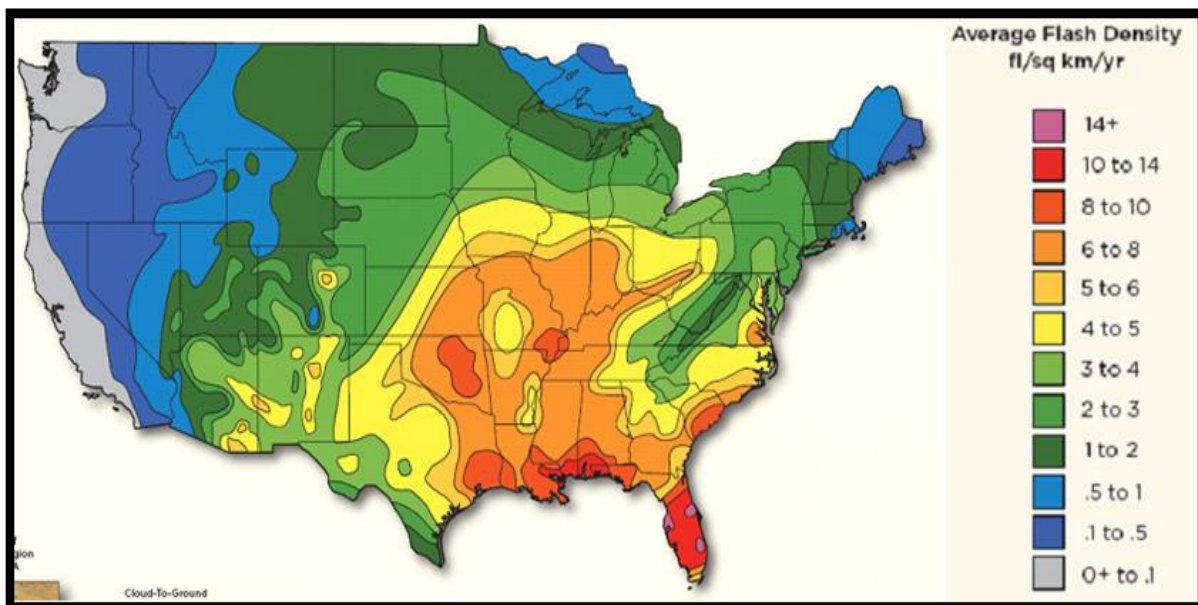 Average Flash Density
fl/sq km/yr
14+
10 to 14
8 to 10
6 to 8
5 to 6
4 to 5
3 to 4
2 to 3
1 to 2
.5 to 1
.1 to .5
0+ to .1
gion
Cloud-To-Ground